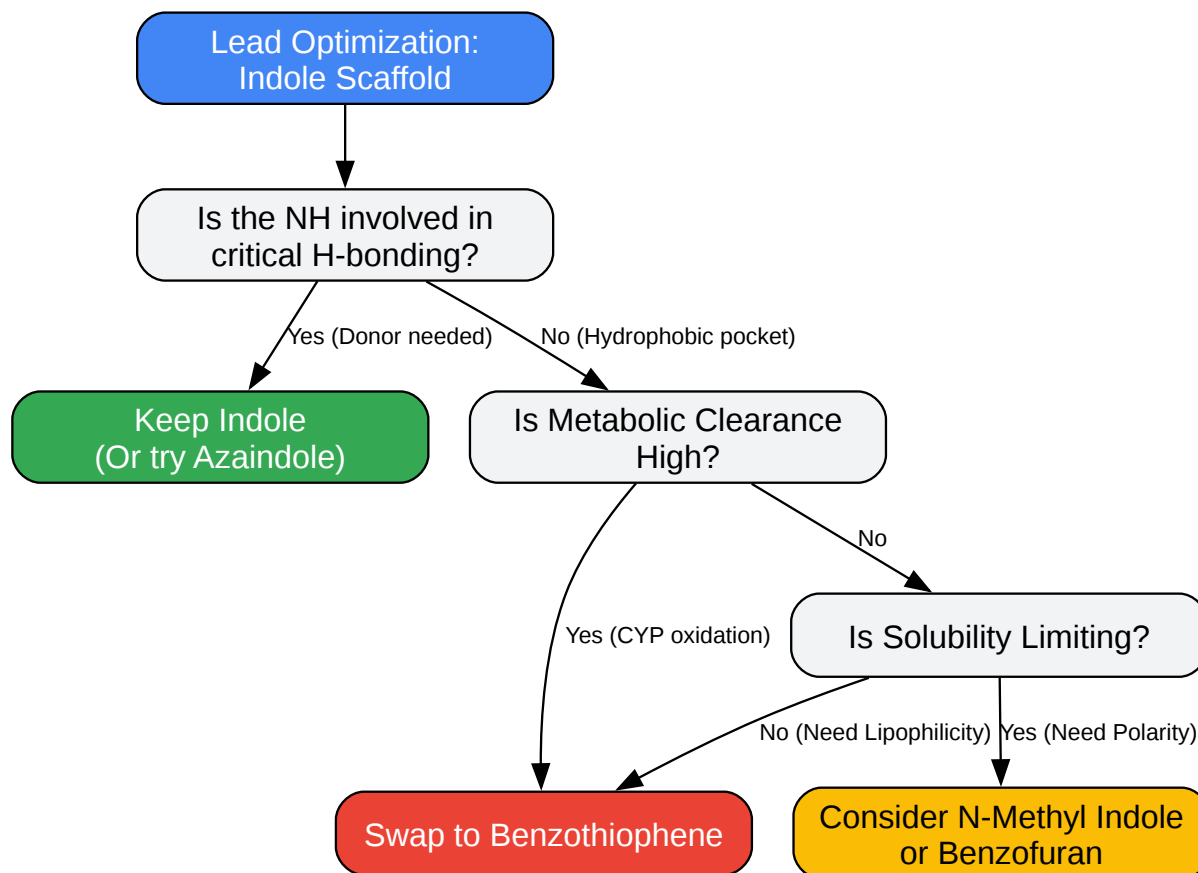 Lead Optimization:
Indole Scaffold
Is the NH involved in
critical H-bonding?
Yes (Donor needed)
No (Hydrophobic pocket)
Keep Indole
(Or try Azaindole)
Is Metabolic Clearance
High?
No
Yes (CYP oxidation)
Is Solubility Limiting?
No (Need Lipophilicity)
Yes (Need Polarity)
Swap to Benzothiophene
Consider N-Methyl Indole
or Benzofuran